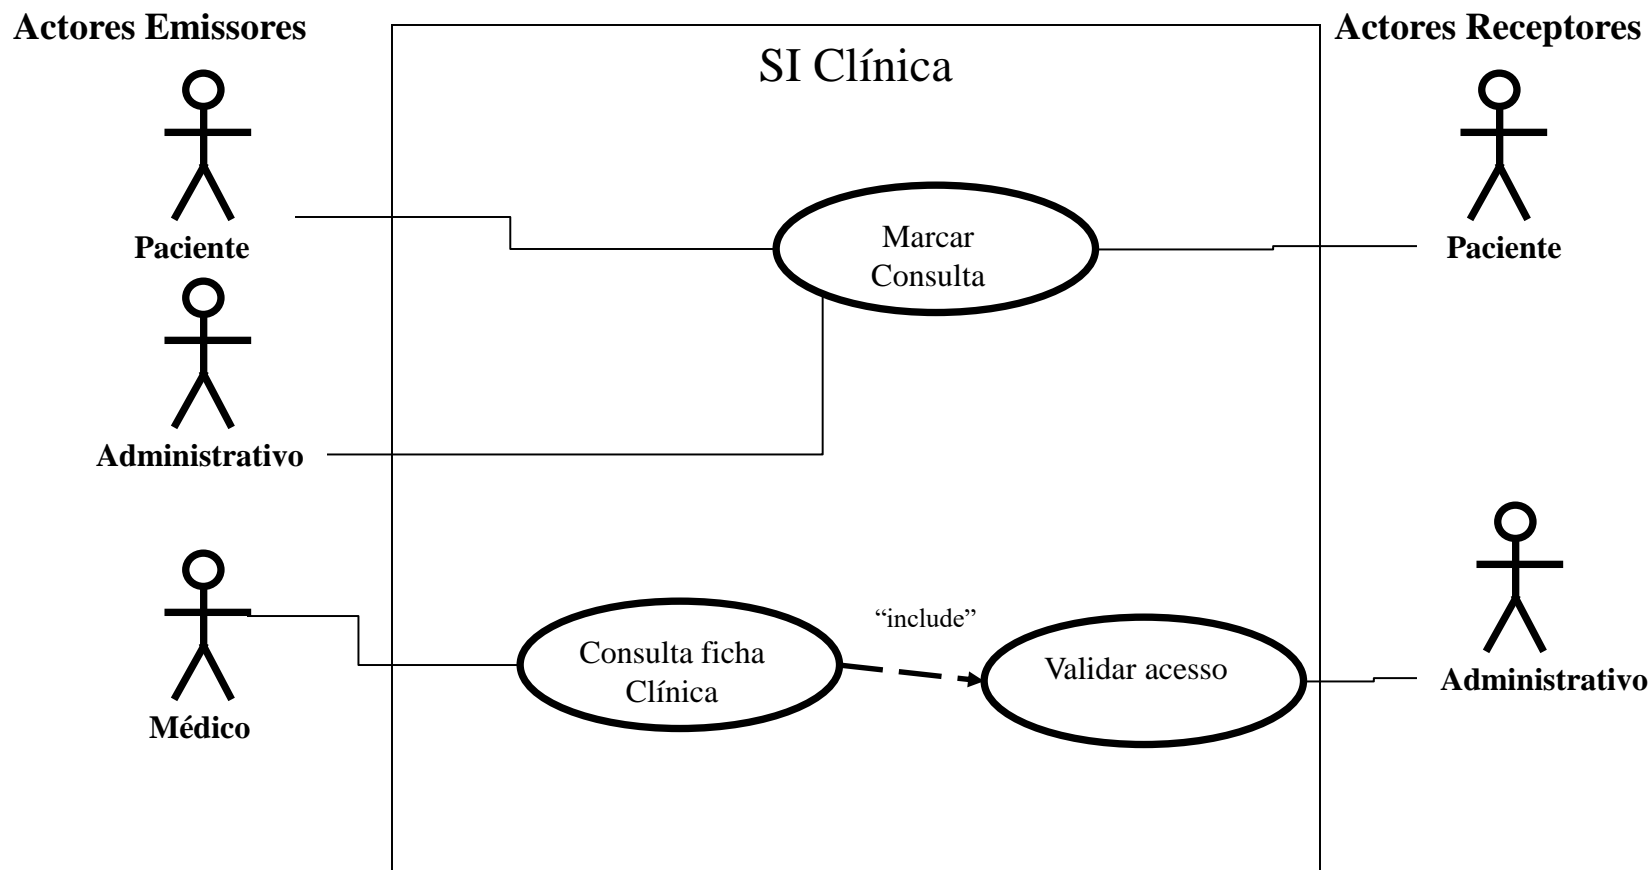 Actores Emissores
Actores Receptores
SI Clínica
Paciente
Marcar
Consulta
Paciente
Administrativo
“include”
Consulta ficha
Clínica
Validar acesso
Administrativo
Médico